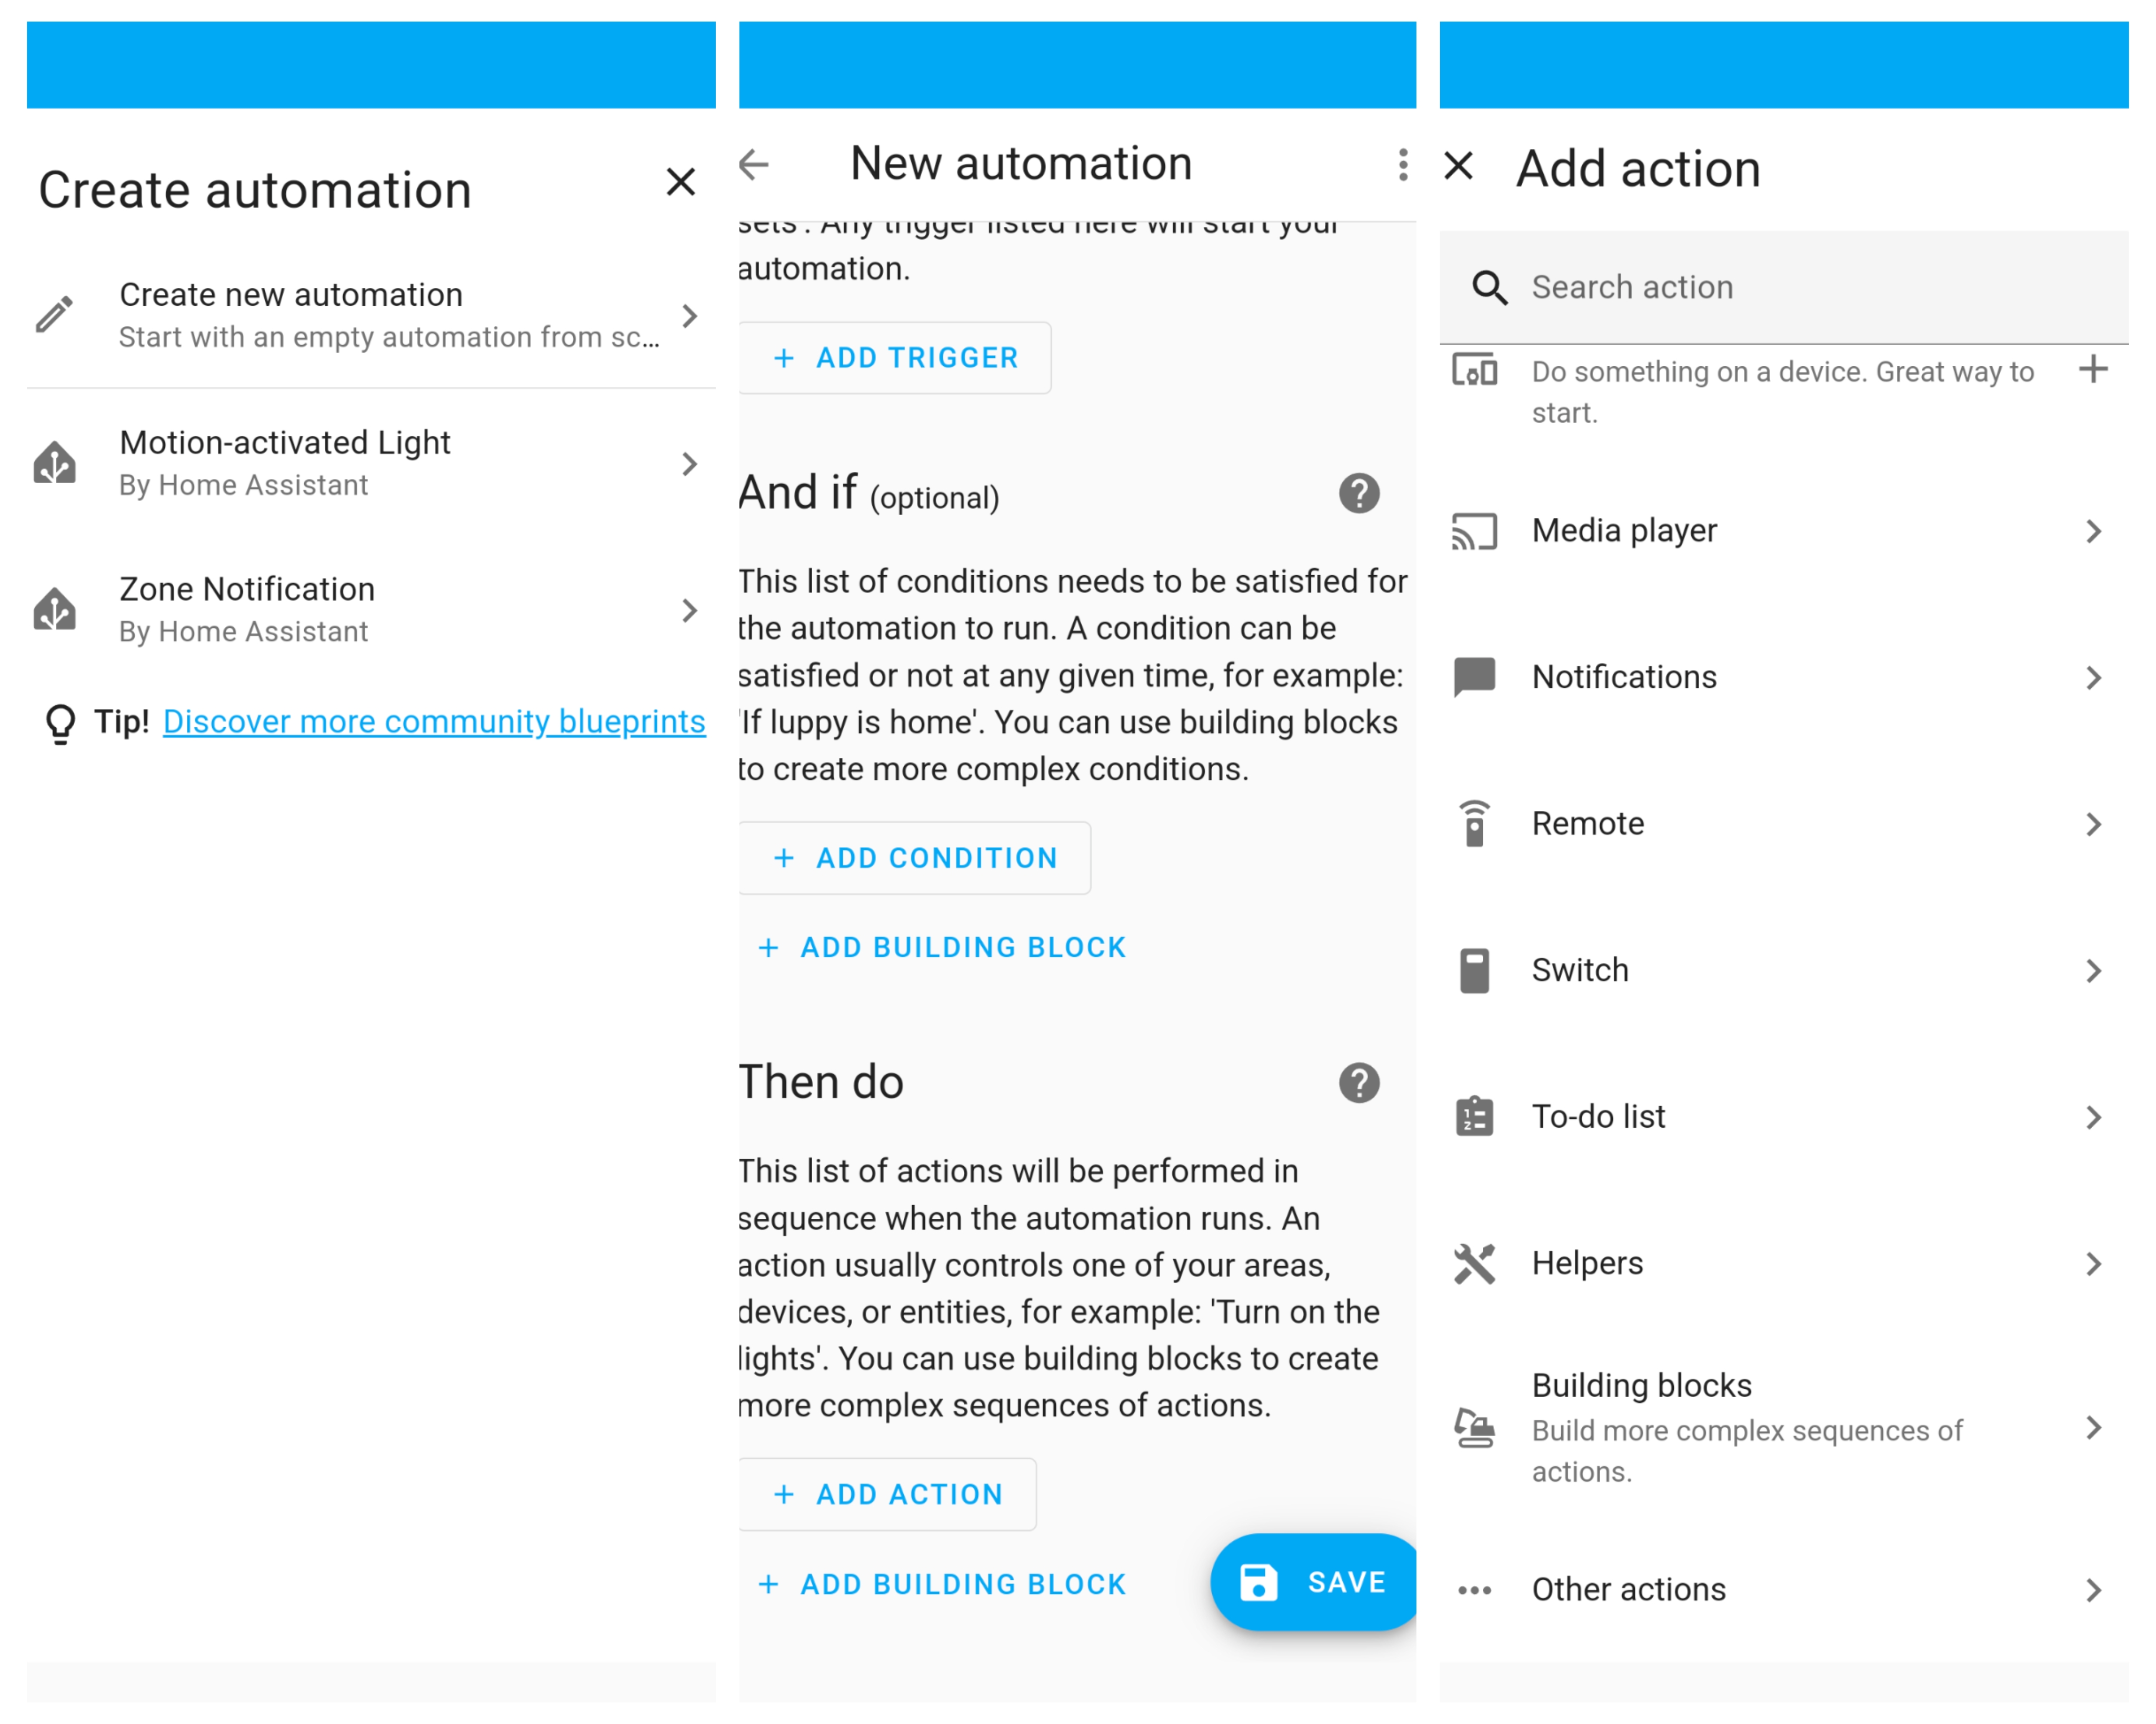 Create automation
Create new automation
Start with an empty automation from sc...
Motion-activated Light
By Home Assistant
Zone Notification
By Home Assistant
Tip! Discover more community blueprints
New automation
sets'. Any trigger listed here will start your
automation.
+ ADD TRIGGER
And if (optional)
This list of conditions needs to be satisfied for
the automation to run. A condition can be
satisfied or not at any given time, for example:
'If luppy is home'. You can use building blocks
to create more complex conditions.
+ ADD CONDITION
+ ADD BUILDING BLOCK
Then do
This list of actions will be performed in
sequence when the automation runs. An
action usually controls one of your areas,
devices, or entities, for example: 'Turn on the
lights'. You can use building blocks to create
more complex sequences of actions.
+ ADD ACTION
+ ADD BUILDING BLOCK
SAVE
Add action
Search action
Do something on a device. Great way to
start.
Media player
Notifications
Remote
Switch
To-do list
Helpers
Building blocks
Build more complex sequences of
actions.
Other actions